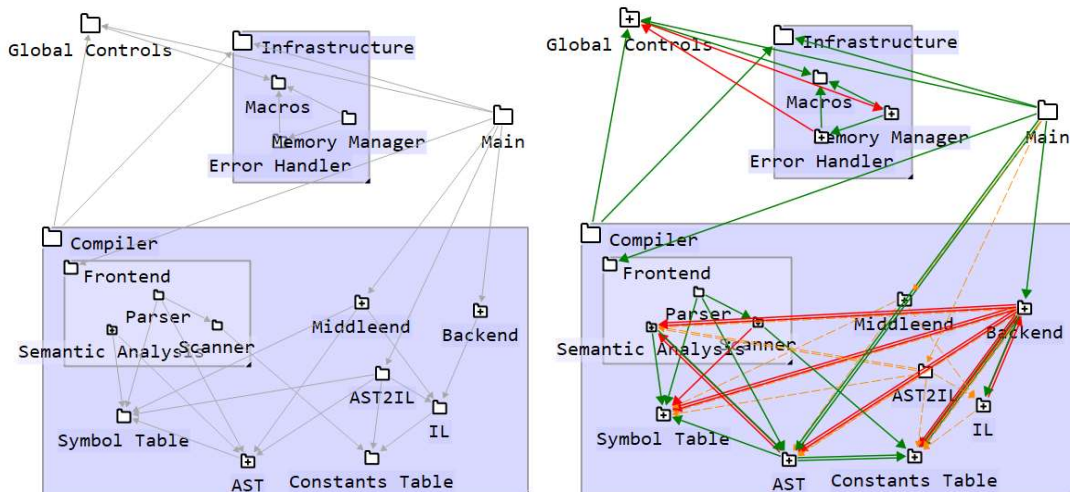 Global Controls
Infrastructure
Macros
Memory Manager
Error Handler
Main
Compiler
Frontend
Parser
Scanner
Semantic Analysis
Middleend
Backend
AST2IL
IL
Symbol Table
AST
Constants Table
Global Controls
Infrastructure
Macros
Memory Manager
Error Handler
Main
Compiler
Frontend
Parser
Scanner
Semantic Analysis
Middleend
Backend
AST2IL
IL
Symbol Table
AST
Constants Table